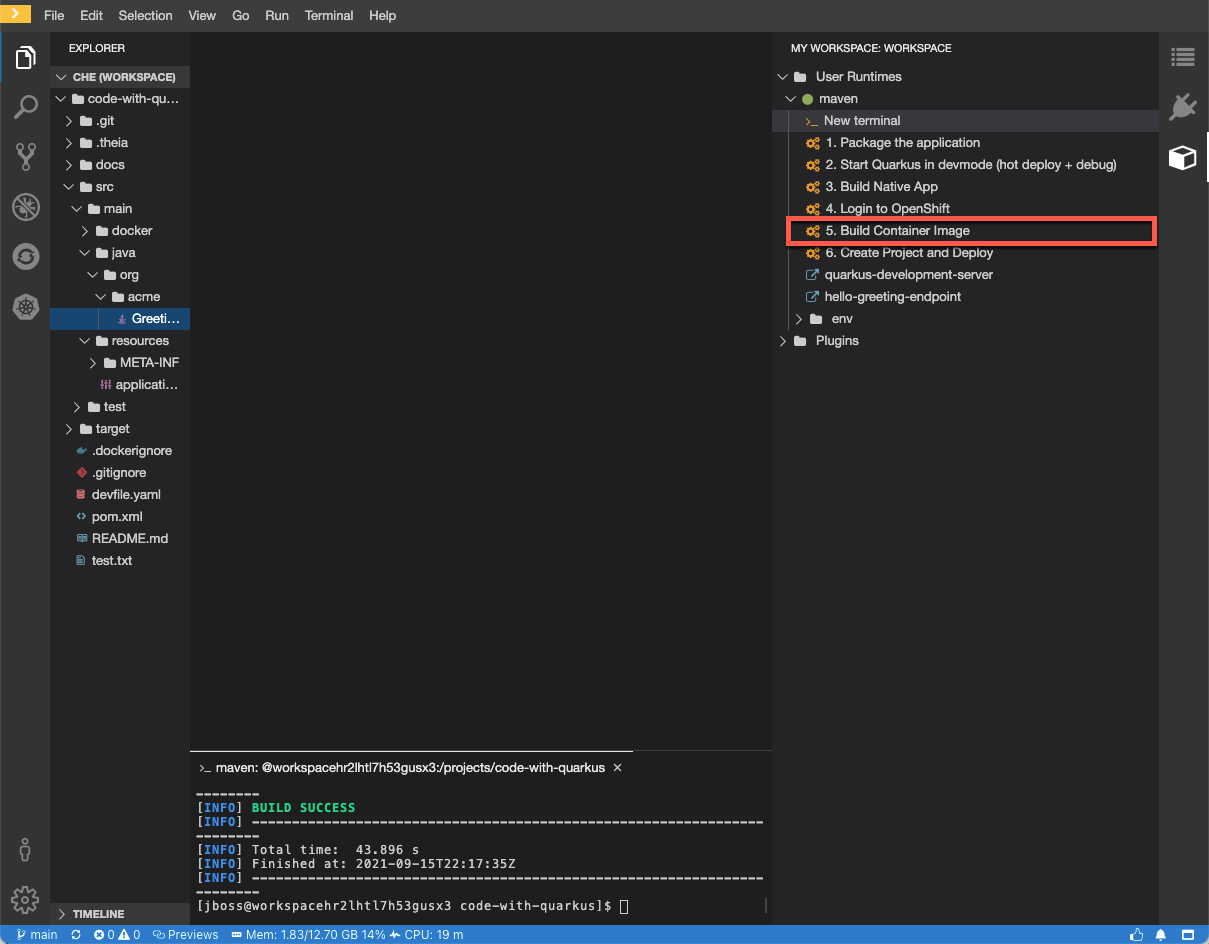 File Edit Selection View Go Run Terminal Help
EXPLORER
CHE (WORKSPACE)
code-with-qu...
.git
.theia
docs
src
main
docker
java
org
acme
Greeti...
resources
META-INF
applicati...
test
target
.dockerignore
.gitignore
devfile.yaml
pom.xml
README.md
test.txt
TIMELINE
>_ maven: @workspacehr2lhtl7h53gusx3:/projects/code-with-quarkus ×
--------
[INFO] BUILD SUCCESS
[INFO] ------------------------------------------------------------------
--------
[INFO] Total time:  43.896 s
[INFO] Finished at: 2021-09-15T22:17:35Z
[INFO] ------------------------------------------------------------------
--------
[jboss@workspacehr2lhtl7h53gusx3 code-with-quarkus]$
MY WORKSPACE: WORKSPACE
User Runtimes
maven
>_ New terminal
1. Package the application
2. Start Quarkus in devmode (hot deploy + debug)
3. Build Native App
4. Login to OpenShift
5. Build Container Image
6. Create Project and Deploy
quarkus-development-server
hello-greeting-endpoint
env
Plugins
main 0 0 Previews Mem: 1.83/12.70 GB 14% CPU: 19 m